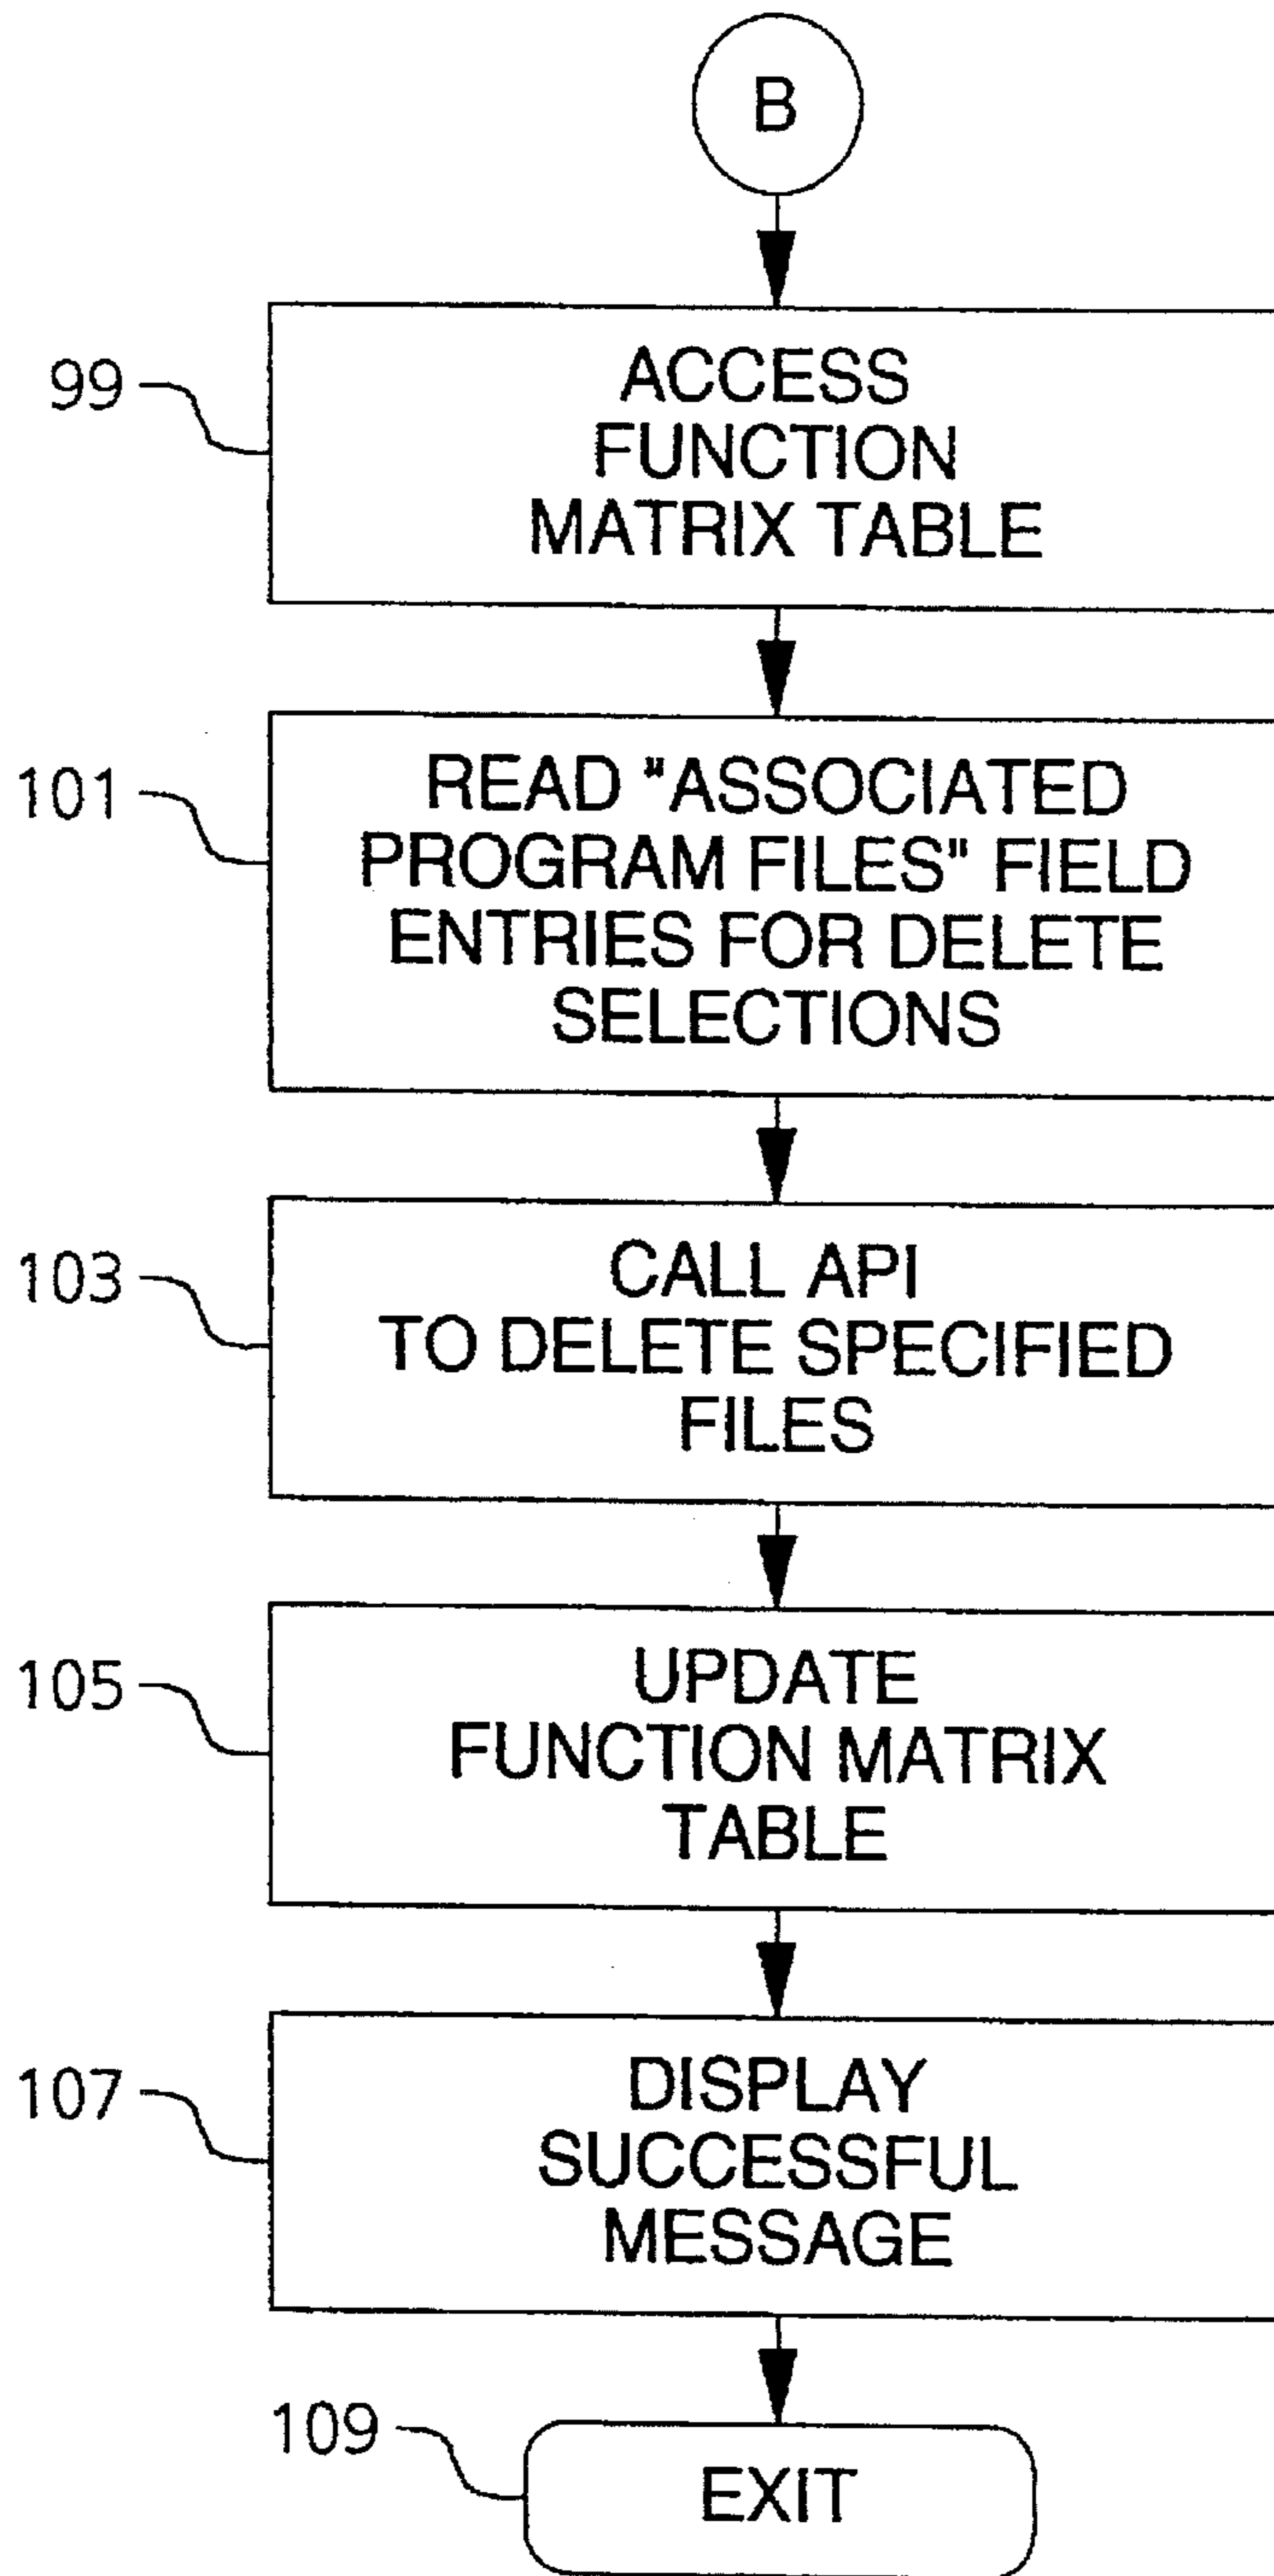 B
99
ACCESS
FUNCTION
MATRIX TABLE
101
READ "ASSOCIATED
PROGRAM FILES" FIELD
ENTRIES FOR DELETE
SELECTIONS
103
CALL API
TO DELETE SPECIFIED
FILES
105
UPDATE
FUNCTION MATRIX
TABLE
107
DISPLAY
SUCCESSFUL
MESSAGE
109
EXIT